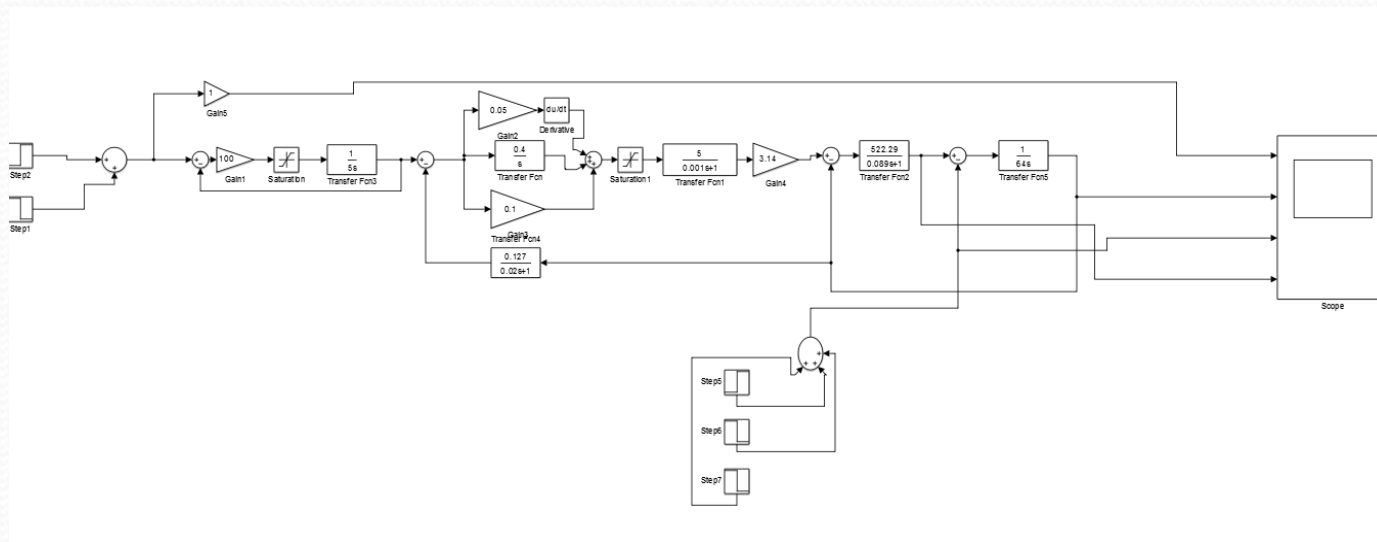 1
Gain5
0.05
du/dt
Derivative
Gain2
Step2
+
+
+
-
100
Gain1
Saturation
1
5s
Transfer Fcn3
+
-
0.4
s
Transfer Fcn
+
+
+
Saturation1
5
0.001s+1
Transfer Fcn1
3.14
Gain4
+
-
522.29
0.089s+1
Transfer Fcn2
+
-
1
64s
Transfer Fcn5
Step1
0.1
Gain3
Transfer Fcn4
0.127
0.02s+1
Scope
+
+
+
Step5
Step6
Step7